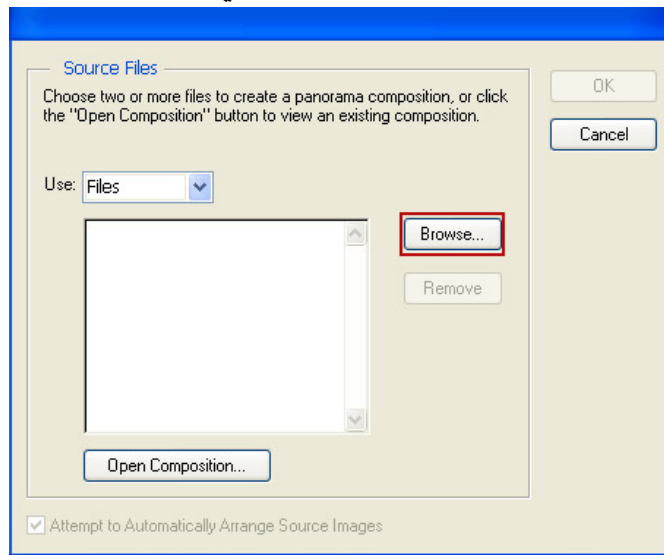 Source Files
Choose two or more files to create a panorama composition, or click
the "Open Composition" button to view an existing composition.
OK
Cancel
Use: Files
Browse...
Remove
Open Composition...
Attempt to Automatically Arrange Source Images